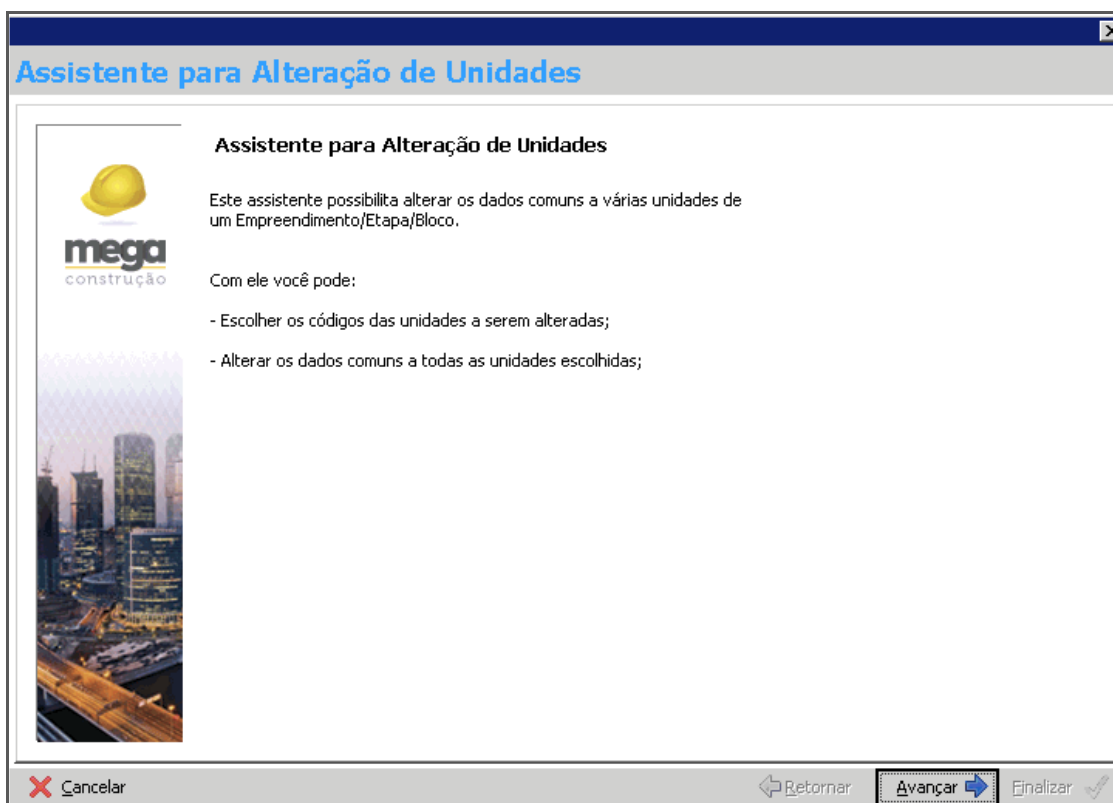 Assistente para Alteração de Unidades
Assistente para Alteração de Unidades
Este assistente possibilita alterar os dados comuns a várias unidades de
um Empreendimento/Etapa/Bloco.
mega
construção
Com ele você pode:
- Escolher os códigos das unidades a serem alteradas;
- Alterar os dados comuns a todas as unidades escolhidas;
Cancelar
Retornar
Avançar
Finalizar